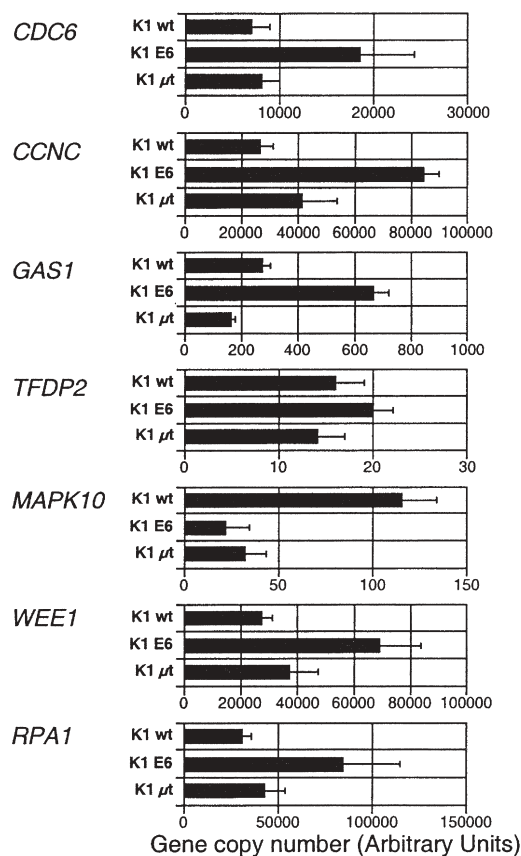 CDC6
K1 wt
K1 E6
K1 µt
0 10000 20000 30000
CCNC
K1 wt
K1 E6
K1 µt
0 20000 40000 60000 80000 100000
GAS1
K1 wt
K1 E6
K1 µt
0 200 400 600 800 1000
TFDP2
K1 wt
K1 E6
K1 µt
0 10 20 30
MAPK10
K1 wt
K1 E6
K1 µt
0 50 100 150
WEE1
K1 wt
K1 E6
K1 µt
0 20000 40000 60000 80000 100000
RPA1
K1 wt
K1 E6
K1 µt
0 50000 100000 150000
Gene copy number (Arbitrary Units)